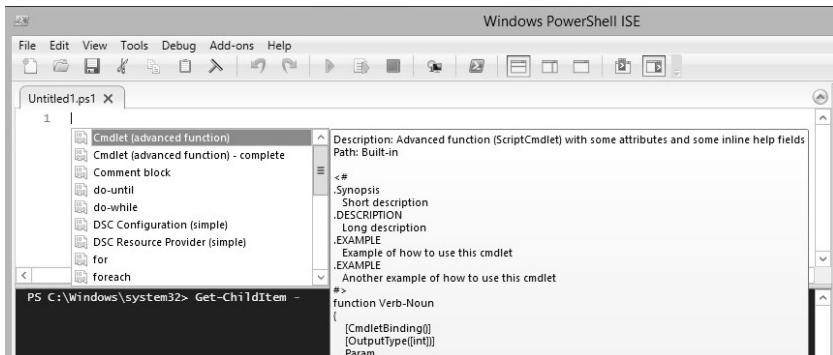 Windows PowerShell ISE
File Edit View Tools Debug Add-ons Help
Untitled1.ps1 X
1
Cmdlet (advanced function)
Cmdlet (advanced function) - complete
Comment block
do-until
do-while
DSC Configuration (simple)
DSC Resource Provider (simple)
for
foreach
Description: Advanced function (ScriptCmdlet) with some attributes and some inline help fields
Path: Built-in
<#
.Synopsis
Short description
.DESCRIPTION
Long description
.EXAMPLE
Example of how to use this cmdlet
.EXAMPLE
Another example of how to use this cmdlet
#>
function Verb-Noun
{
[CmdletBinding()]
[OutputType([int])]
Param
PS C:\Windows\system32> Get-ChildItem -